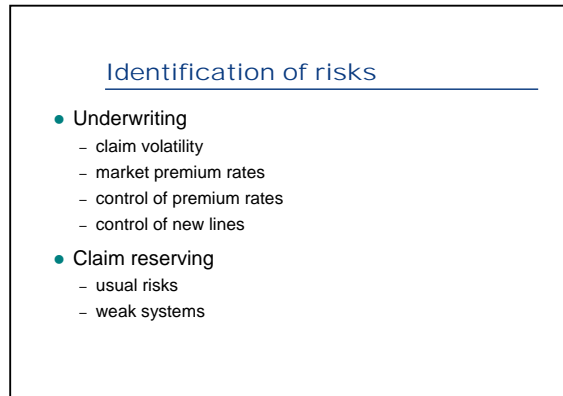 Identification of risks
● Underwriting
– claim volatility
– market premium rates
– control of premium rates
– control of new lines
● Claim reserving
– usual risks
– weak systems